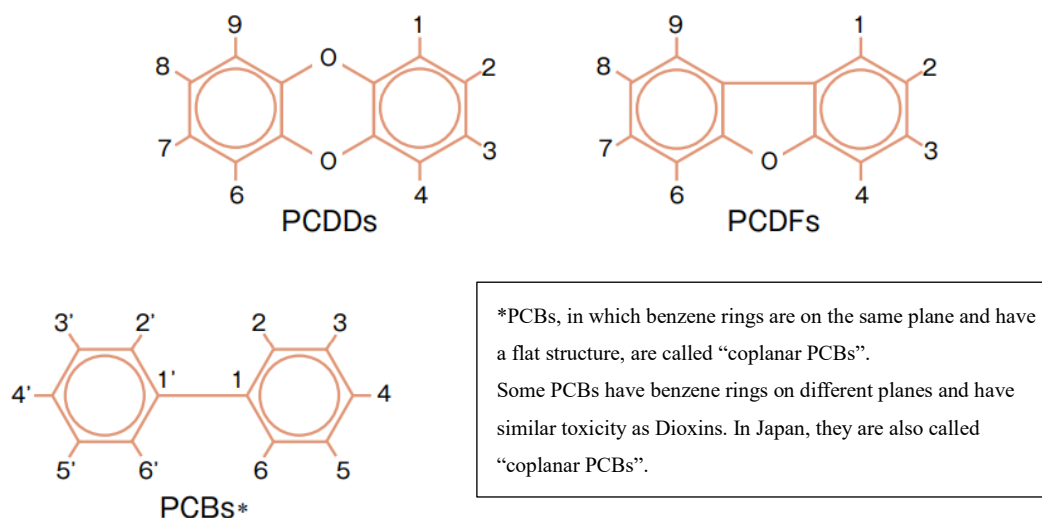 9 1 9 1
8 O 2 8 2
7 O 3 7 O 3
6 4 6 4
PCDDs PCDFs
3' 2' 2 3
4' 1' 1 4
5' 6' 6 5
PCBs*
*PCBs, in which benzene rings are on the same plane and have
a flat structure, are called “coplanar PCBs”.
Some PCBs have benzene rings on different planes and have
similar toxicity as Dioxins. In Japan, they are also called
“coplanar PCBs”.